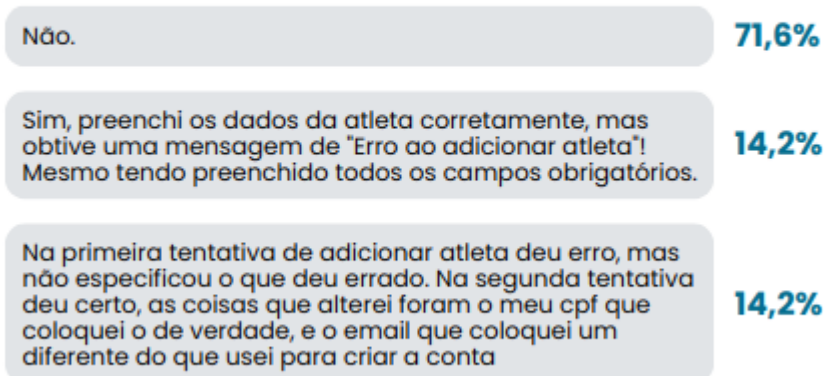 Não.
71,6%
Sim, preenchi os dados da atleta corretamente, mas
obtive uma mensagem de "Erro ao adicionar atleta"!
Mesmo tendo preenchido todos os campos obrigatórios.
14,2%
Na primeira tentativa de adicionar atleta deu erro, mas
não especificou o que deu errado. Na segunda tentativa
deu certo, as coisas que alterei foram o meu cpf que
coloquei o de verdade, e o email que coloquei um
diferente do que usei para criar a conta
14,2%